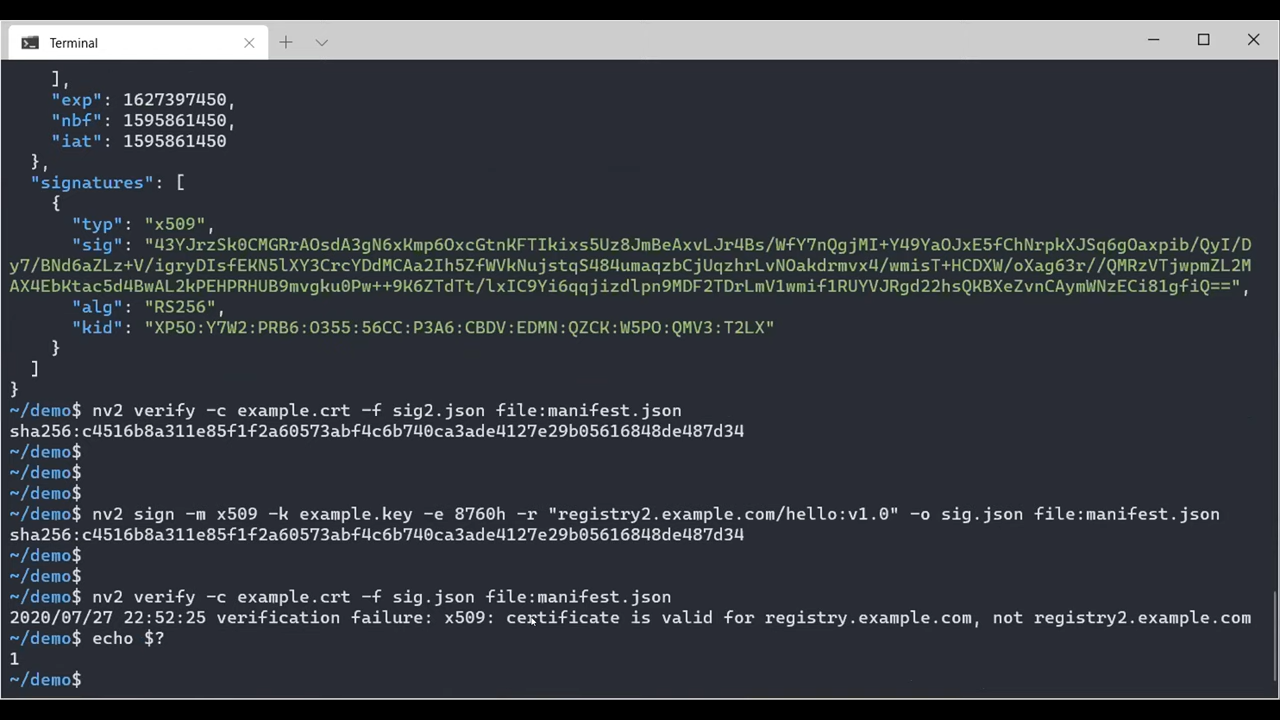 Terminal
],
"exp": 1627397450,
"nbf": 1595861450,
"iat": 1595861450
},
"signatures": [
{
"typ": "x509",
"sig": "43YJrzSk0CMGRrAOsdA3gN6xKmp6OxcGtnKFTIkixs5Uz8JmBeAxvLJr4Bs/WfY7nQgjMI+Y49YaOJxE5fChNrpkXJSq6gOaxpib/QyI/D
y7/BNd6aZLz+V/igryDIsfEKN5lXY3CrcYDdMCAa2Ih5ZfWVkNujstqS484umaqzbCjUqzhrLvNOakdrmvx4/wmisT+HCDXW/oXag63r//QMRzVTjwpmZL2M
AX4EbKtac5d4BwAL2kPEHPRHUB9mvgku0Pw++9K6ZTdTt/lxIC9Yi6qqjizdlpn9MDF2TDrLmV1wmif1RUYVJRgd22hsQKBXeZvnCAymWNzECi81gfiQ==",
"alg": "RS256",
"kid": "XP5O:Y7W2:PRB6:O355:56CC:P3A6:CBDV:EDMN:QZCK:W5PO:QMV3:T2LX"
}
]
}
~/demo$ nv2 verify -c example.crt -f sig2.json file:manifest.json
sha256:c4516b8a311e85f1f2a60573abf4c6b740ca3ade4127e29b05616848de487d34
~/demo$
~/demo$
~/demo$
~/demo$ nv2 sign -m x509 -k example.key -e 8760h -r "registry2.example.com/hello:v1.0" -o sig.json file:manifest.json
sha256:c4516b8a311e85f1f2a60573abf4c6b740ca3ade4127e29b05616848de487d34
~/demo$
~/demo$
~/demo$ nv2 verify -c example.crt -f sig.json file:manifest.json
2020/07/27 22:52:25 verification failure: x509: certificate is valid for registry.example.com, not registry2.example.com
~/demo$ echo $?
1
~/demo$